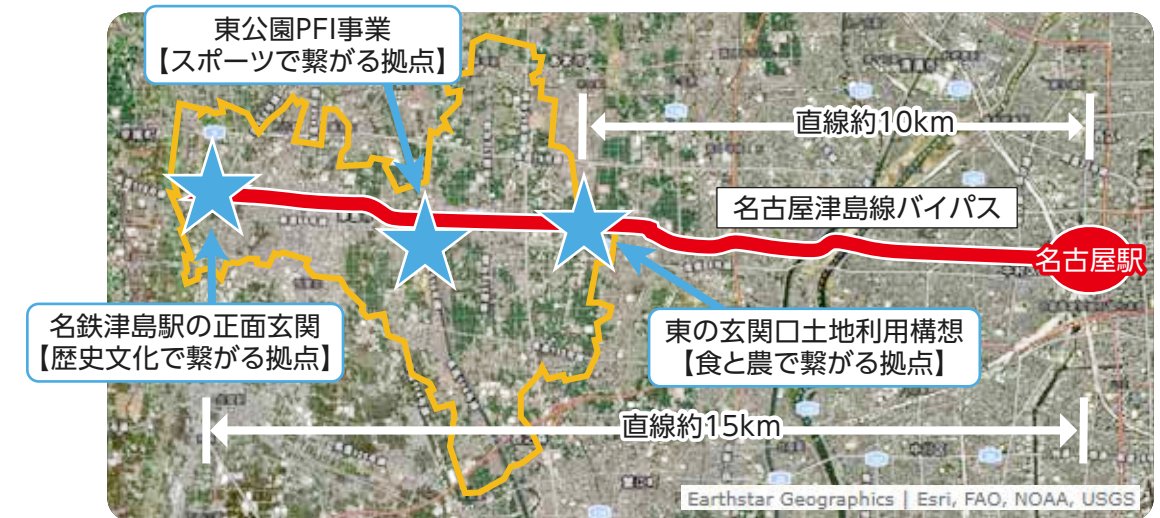 東公園PFI事業
【スポーツで繋がる拠点】
直線約10km
名古屋津島線バイパス
名古屋駅
名鉄津島駅の正面玄関
【歴史文化で繋がる拠点】
東の玄関口土地利用構想
【食と農で繋がる拠点】
直線約15km
Earthstar Geographics | Esri, FAO, NOAA, USGS